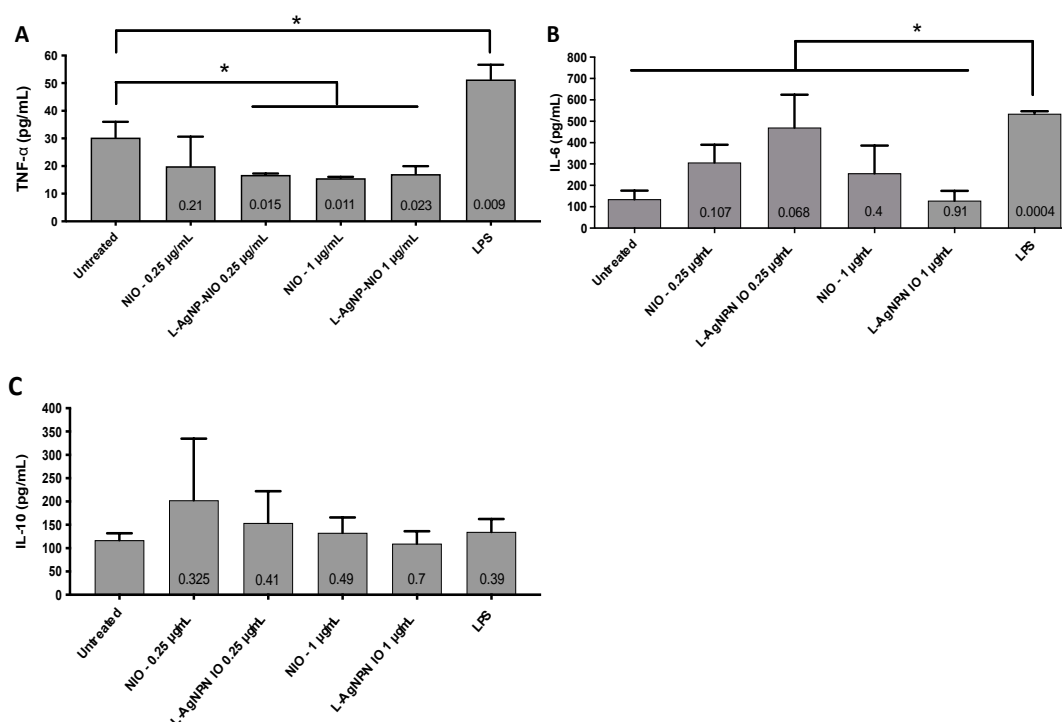 A
*
*
TNF-α (pg/mL)
60
50
40
30
20
10
0
0.21
0.015
0.011
0.023
0.009
Untreated
NIO - 0.25 µg/mL
L-AgNP-NIO 0.25 µg/mL
NIO - 1 µg/mL
L-AgNP-NIO 1 µg/mL
LPS
B
*
IL-6 (pg/mL)
800
700
600
500
400
300
200
100
0
0.107
0.068
0.4
0.91
0.0004
Untreated
NIO - 0.25 µg/mL
L-AgNPN IO 0.25 µg/mL
NIO - 1 µg/mL
L-AgNPN IO 1 µg/mL
LPS
C
IL-10 (pg/mL)
400
350
300
250
200
150
100
50
0
0.325
0.41
0.49
0.7
0.39
Untreated
NIO - 0.25 µg/mL
L-AgNPN IO 0.25 µg/mL
NIO - 1 µg/mL
L-AgNPN IO 1 µg/mL
LPS